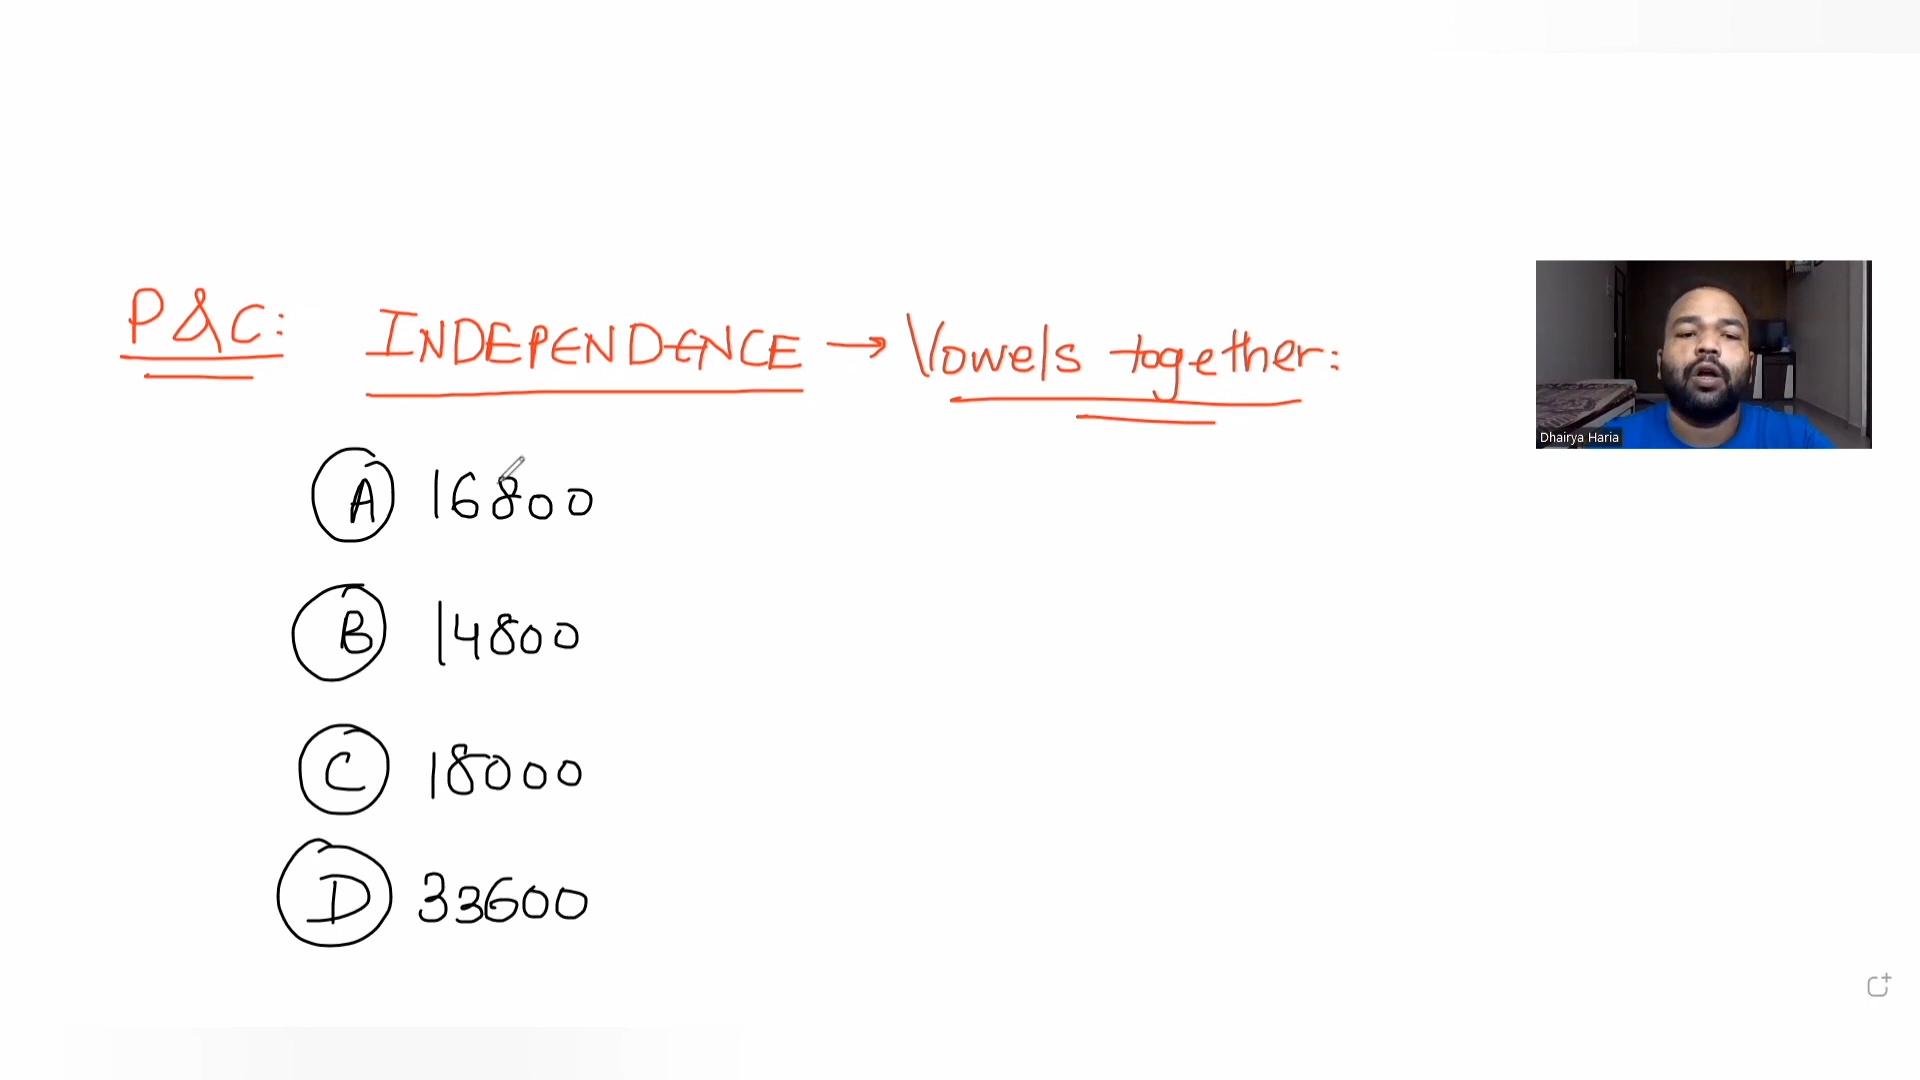 P&C: INDEPENDENCE → Vowels together:
Dhairya Haria
A 16800
B 14800
C 18000
D 33600